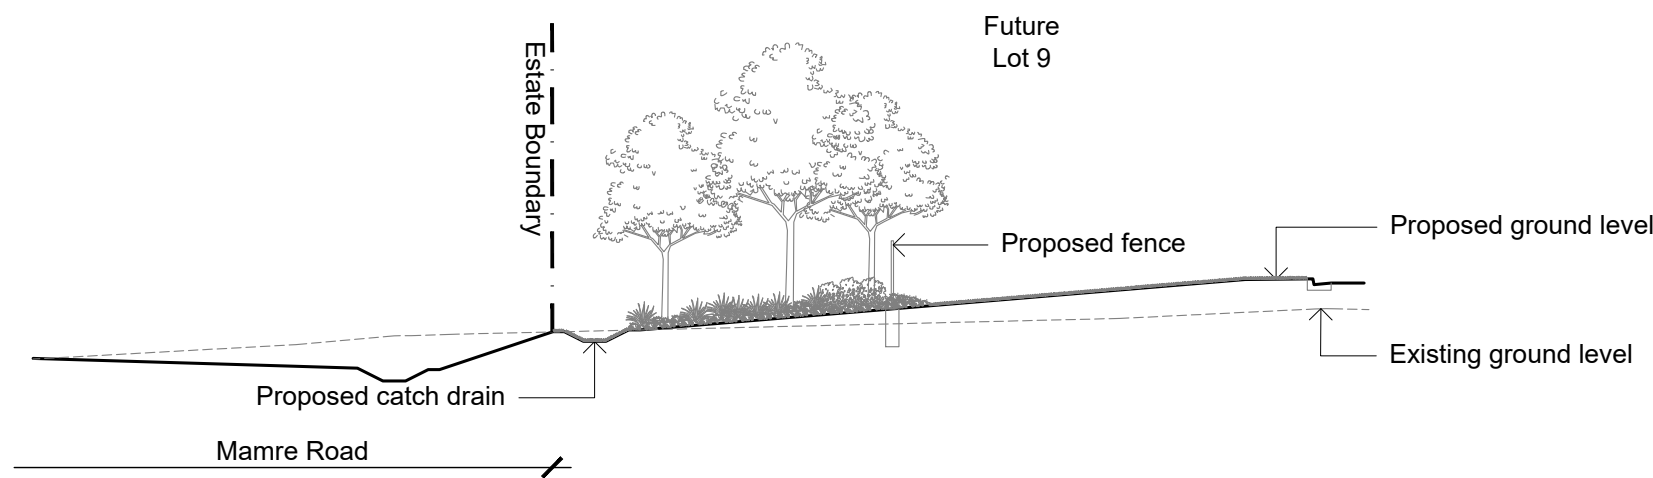 Future
Lot 9
Estate Boundary
Proposed ground level
Proposed fence
Existing ground level
Proposed catch drain
Mamre Road